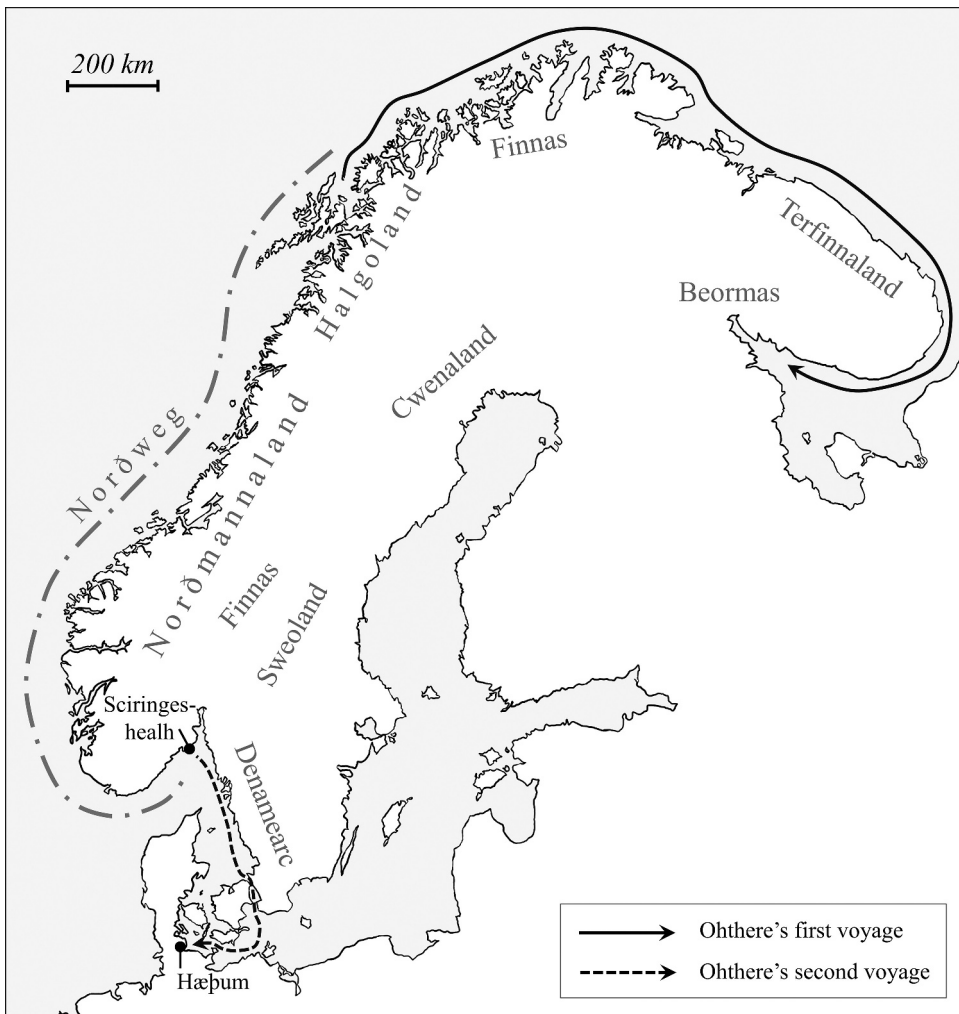 200 km
Finnas
Terfinnaland
Halgoland
Beormas
Cwenaland
Norðweg
Norðmannaland
Finnas
Sweoland
Sciringes-
healh
Denamearc
Hæþum
Ohthere’s first voyage
Ohthere’s second voyage